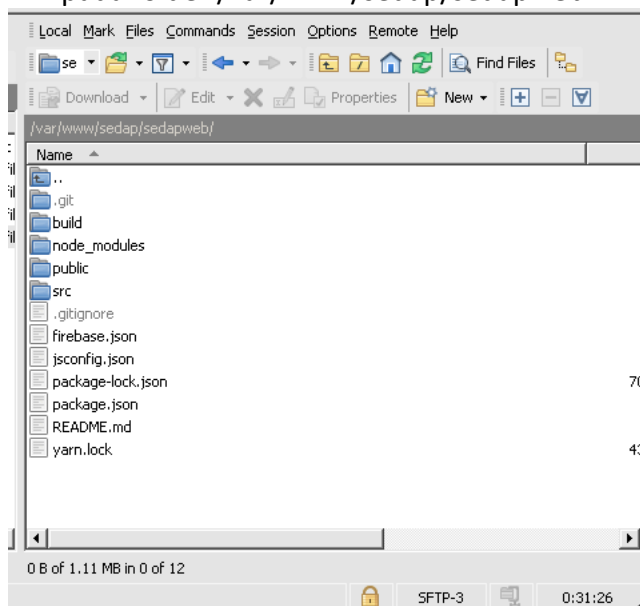 Local Mark Files Commands Session Options Remote Help
se Find Files
Download Edit Properties New
/var/www/sedap/sedapweb/
Name
..
.git
build
node_modules
public
src
.gitignore
firebase.json
jsconfig.json
package-lock.json 70
package.json
README.md
yarn.lock 43
0 B of 1.11 MB in 0 of 12
SFTP-3 0:31:26